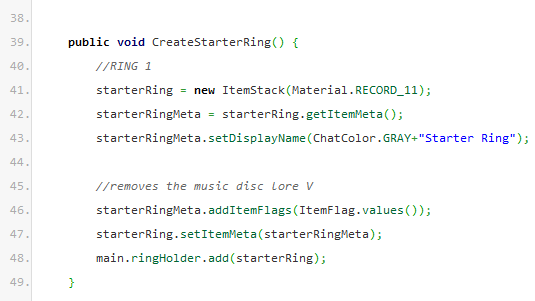 38.
39. public void CreateStarterRing() {
40. //RING 1
41. starterRing = new ItemStack(Material.RECORD_11);
42. starterRingMeta = starterRing.getItemMeta();
43. starterRingMeta.setDisplayName(ChatColor.GRAY+"Starter Ring");
44.
45. //removes the music disc lore V
46. starterRingMeta.addItemFlags(ItemFlag.values());
47. starterRing.setItemMeta(starterRingMeta);
48. main.ringHolder.add(starterRing);
49. }